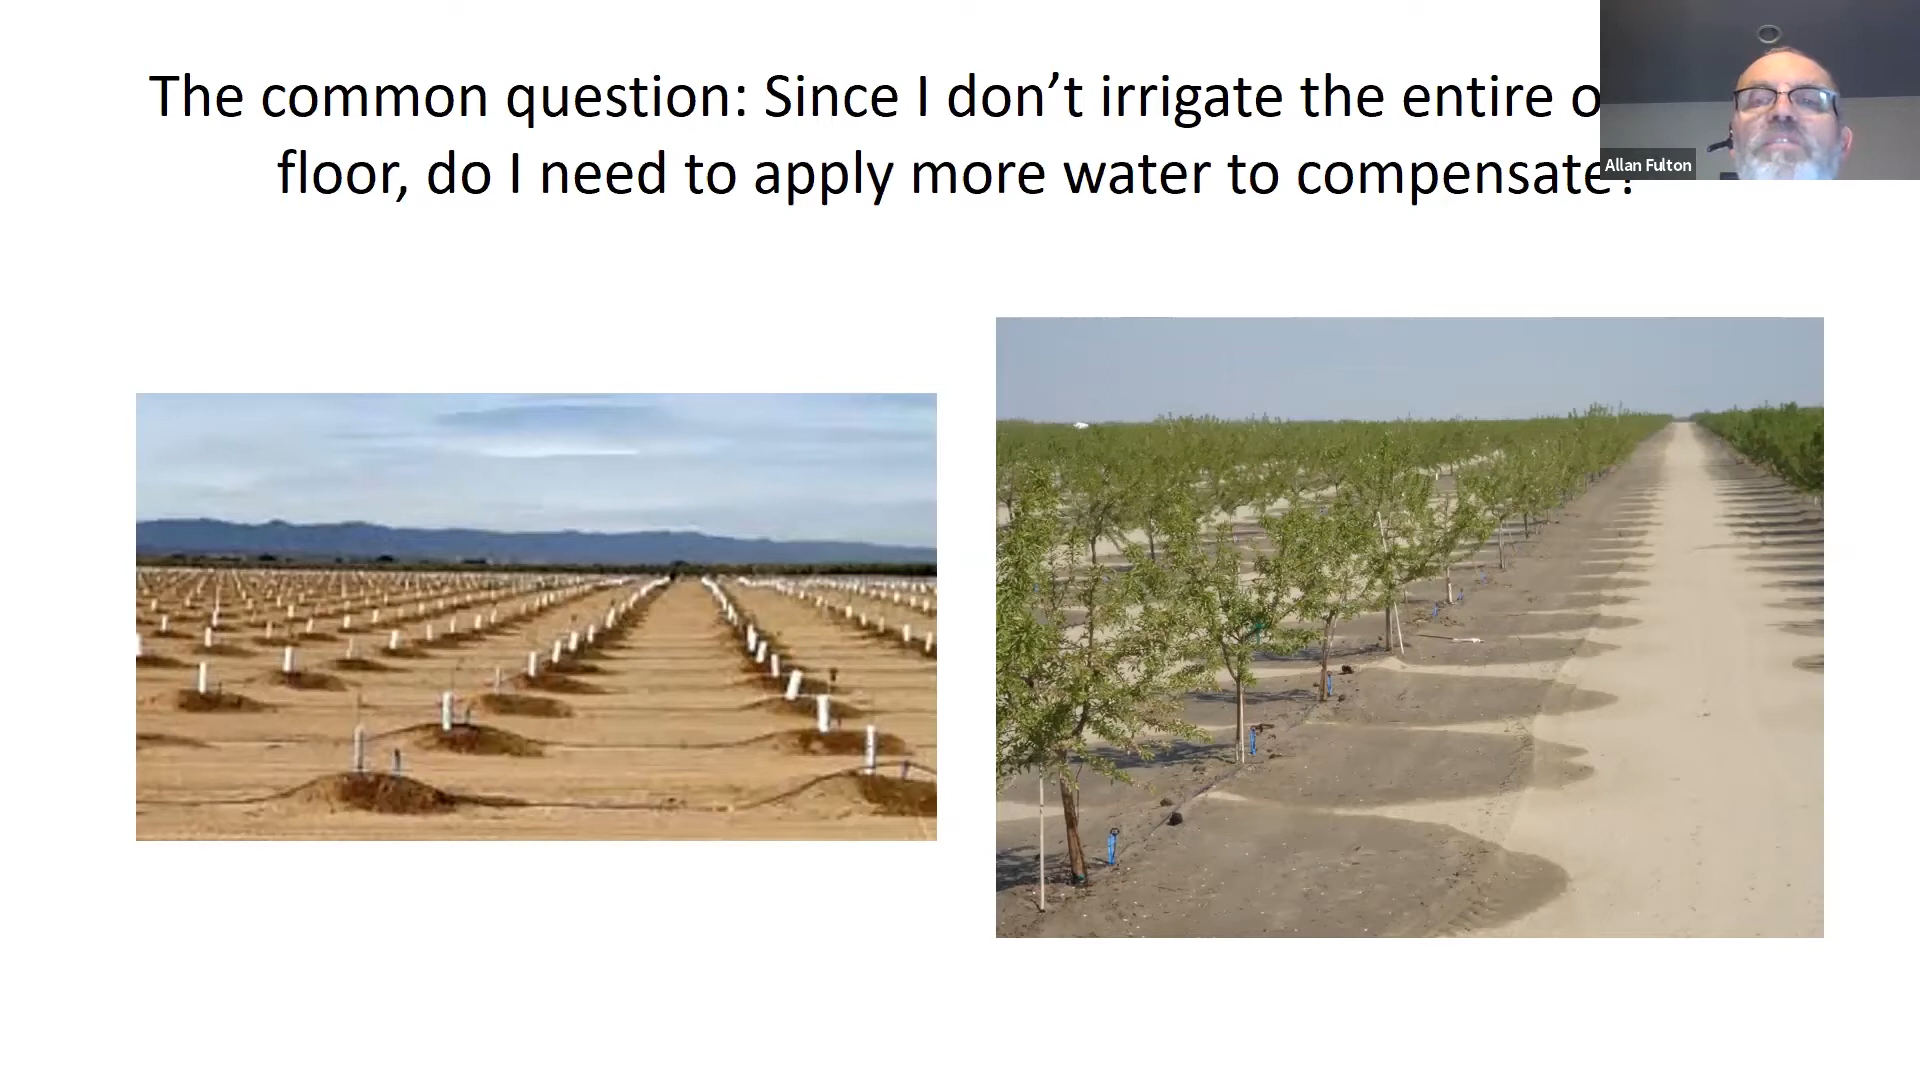 The common question: Since I don’t irrigate the entire
floor, do I need to apply more water to compensate?
Allan Fulton